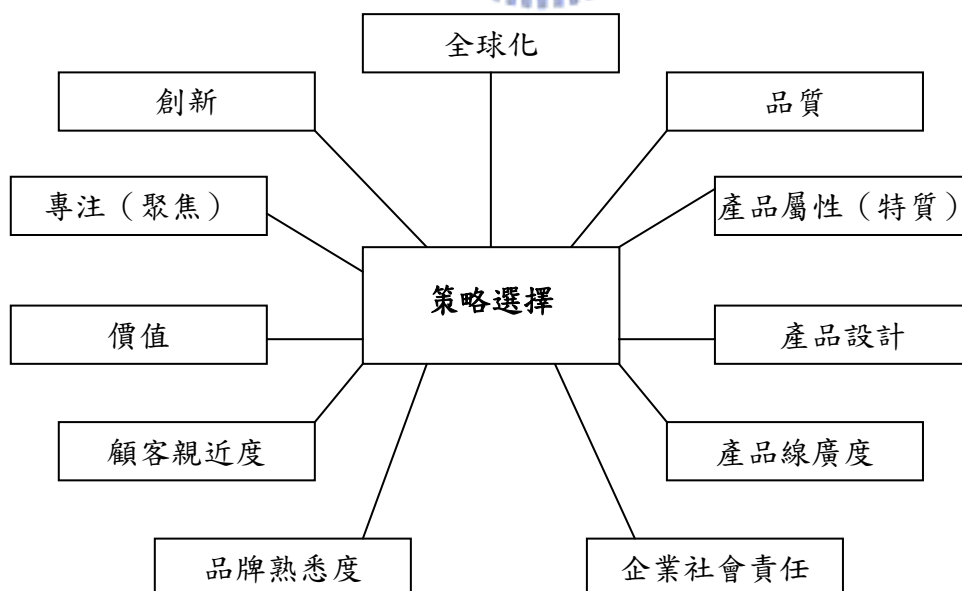 全球化
創新
品質
專注（聚焦）
產品屬性（特質）
策略選擇
價值
產品設計
顧客親近度
產品線廣度
品牌熟悉度
企業社會責任